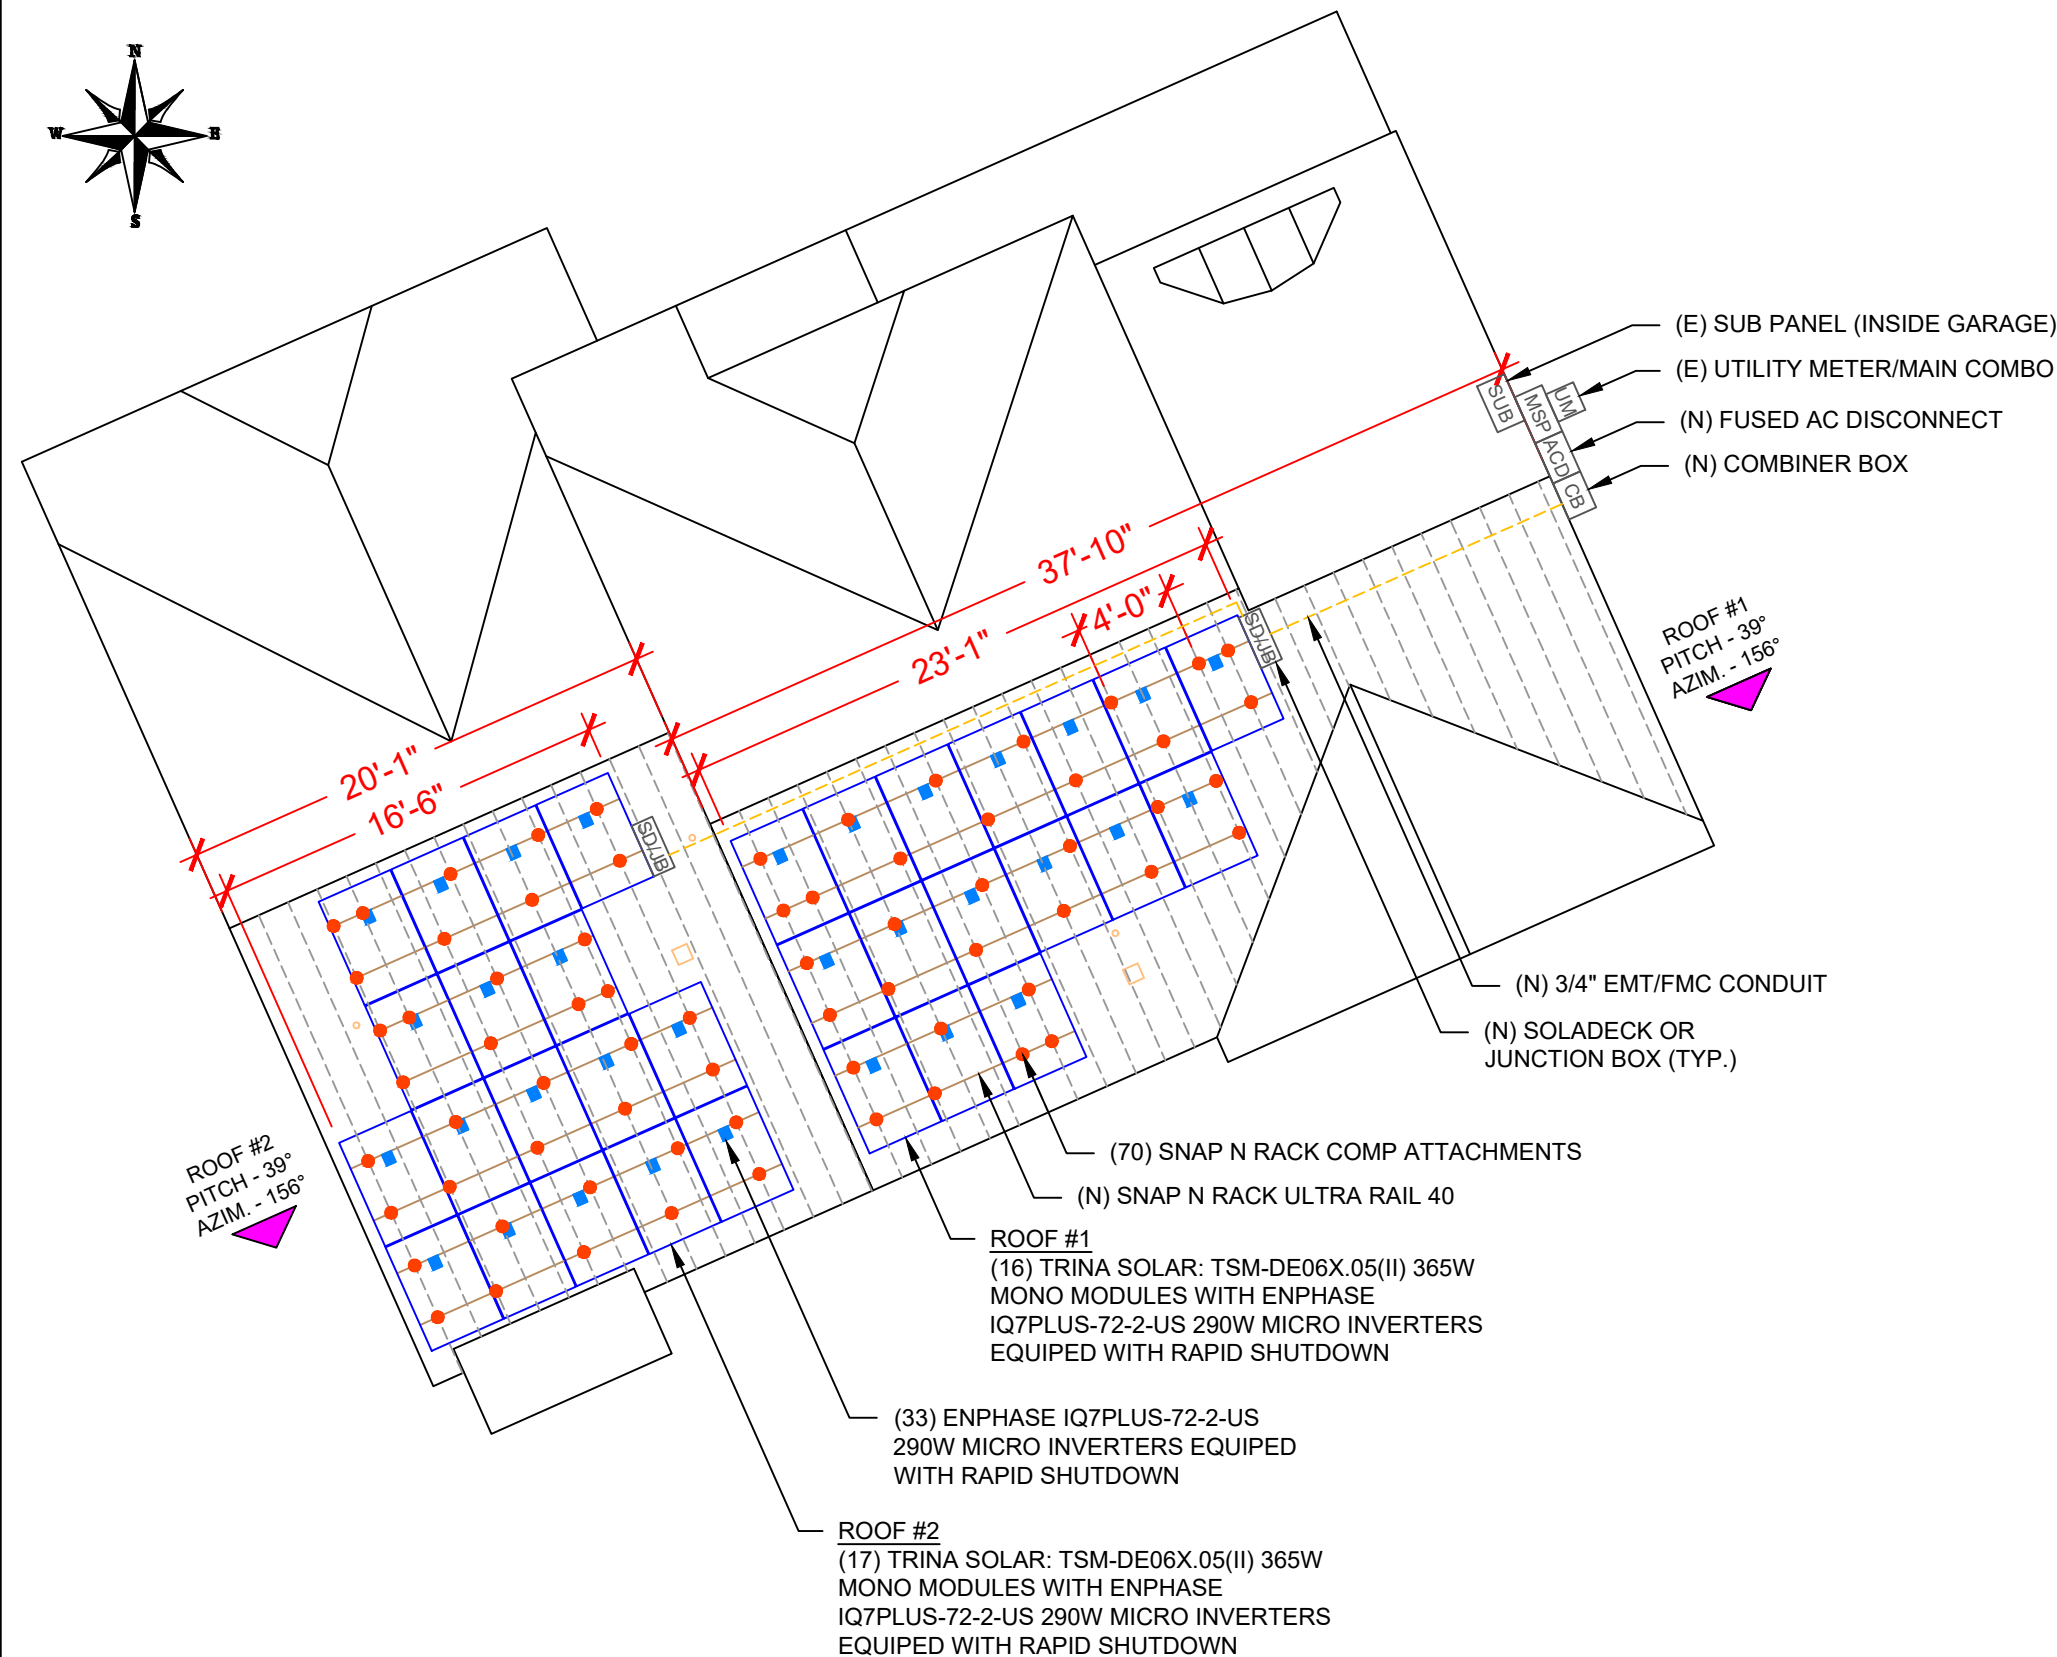 N
W
E
S
(E) SUB PANEL (INSIDE GARAGE)
(E) UTILITY METER/MAIN COMBO
(N) FUSED AC DISCONNECT
(N) COMBINER BOX
SUB
MSP
UM
ACD
CB
37'-10"
4'-0"
23'-1"
20'-1"
16'-6"
SD/JB
SD/JB
ROOF #1
PITCH - 39°
AZIM. - 156°
(N) 3/4" EMT/FMC CONDUIT
(N) SOLADECK OR
JUNCTION BOX (TYP.)
ROOF #2
PITCH - 39°
AZIM. - 156°
(70) SNAP N RACK COMP ATTACHMENTS
(N) SNAP N RACK ULTRA RAIL 40
ROOF #1
(16) TRINA SOLAR: TSM-DE06X.05(II) 365W
MONO MODULES WITH ENPHASE
IQ7PLUS-72-2-US 290W MICRO INVERTERS
EQUIPED WITH RAPID SHUTDOWN
(33) ENPHASE IQ7PLUS-72-2-US
290W MICRO INVERTERS EQUIPED
WITH RAPID SHUTDOWN
ROOF #2
(17) TRINA SOLAR: TSM-DE06X.05(II) 365W
MONO MODULES WITH ENPHASE
IQ7PLUS-72-2-US 290W MICRO INVERTERS
EQUIPED WITH RAPID SHUTDOWN